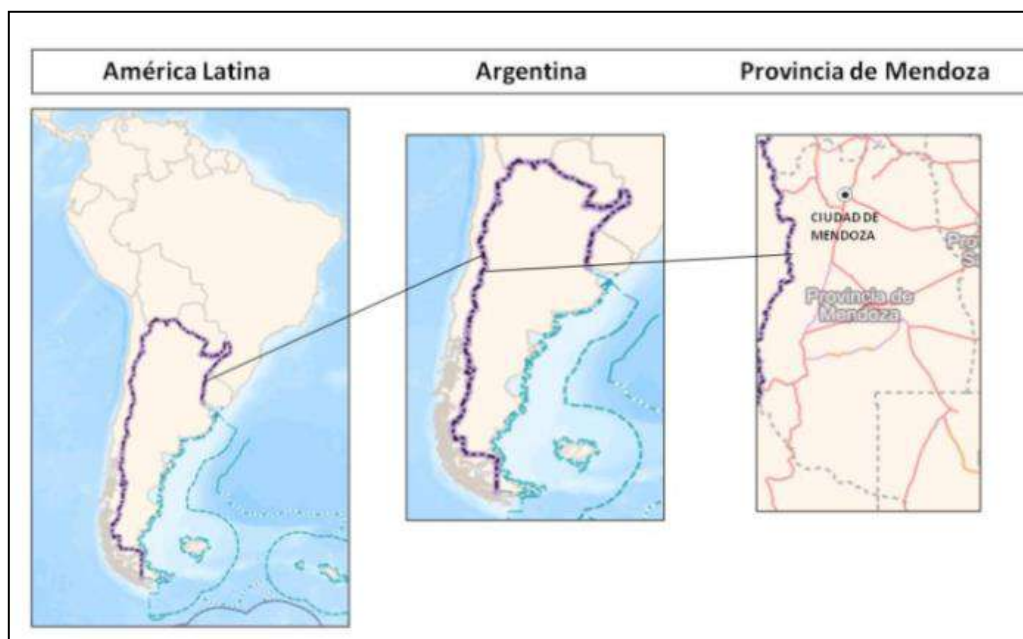 América Latina
Argentina
Provincia de Mendoza
CIUDAD DE
MENDOZA
Provincia de
Mendoza